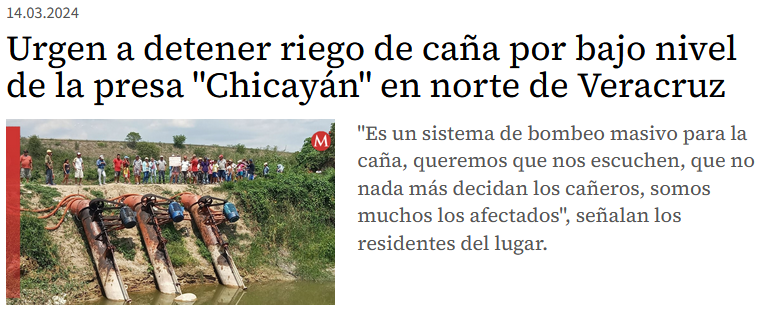 14.03.2024
Urgen a detener riego de caña por bajo nivel
de la presa "Chicayán" en norte de Veracruz
M
"Es un sistema de bombeo masivo para la
caña, queremos que nos escuchen, que no
nada más decidan los cañeros, somos
muchos los afectados", señalan los
residentes del lugar.